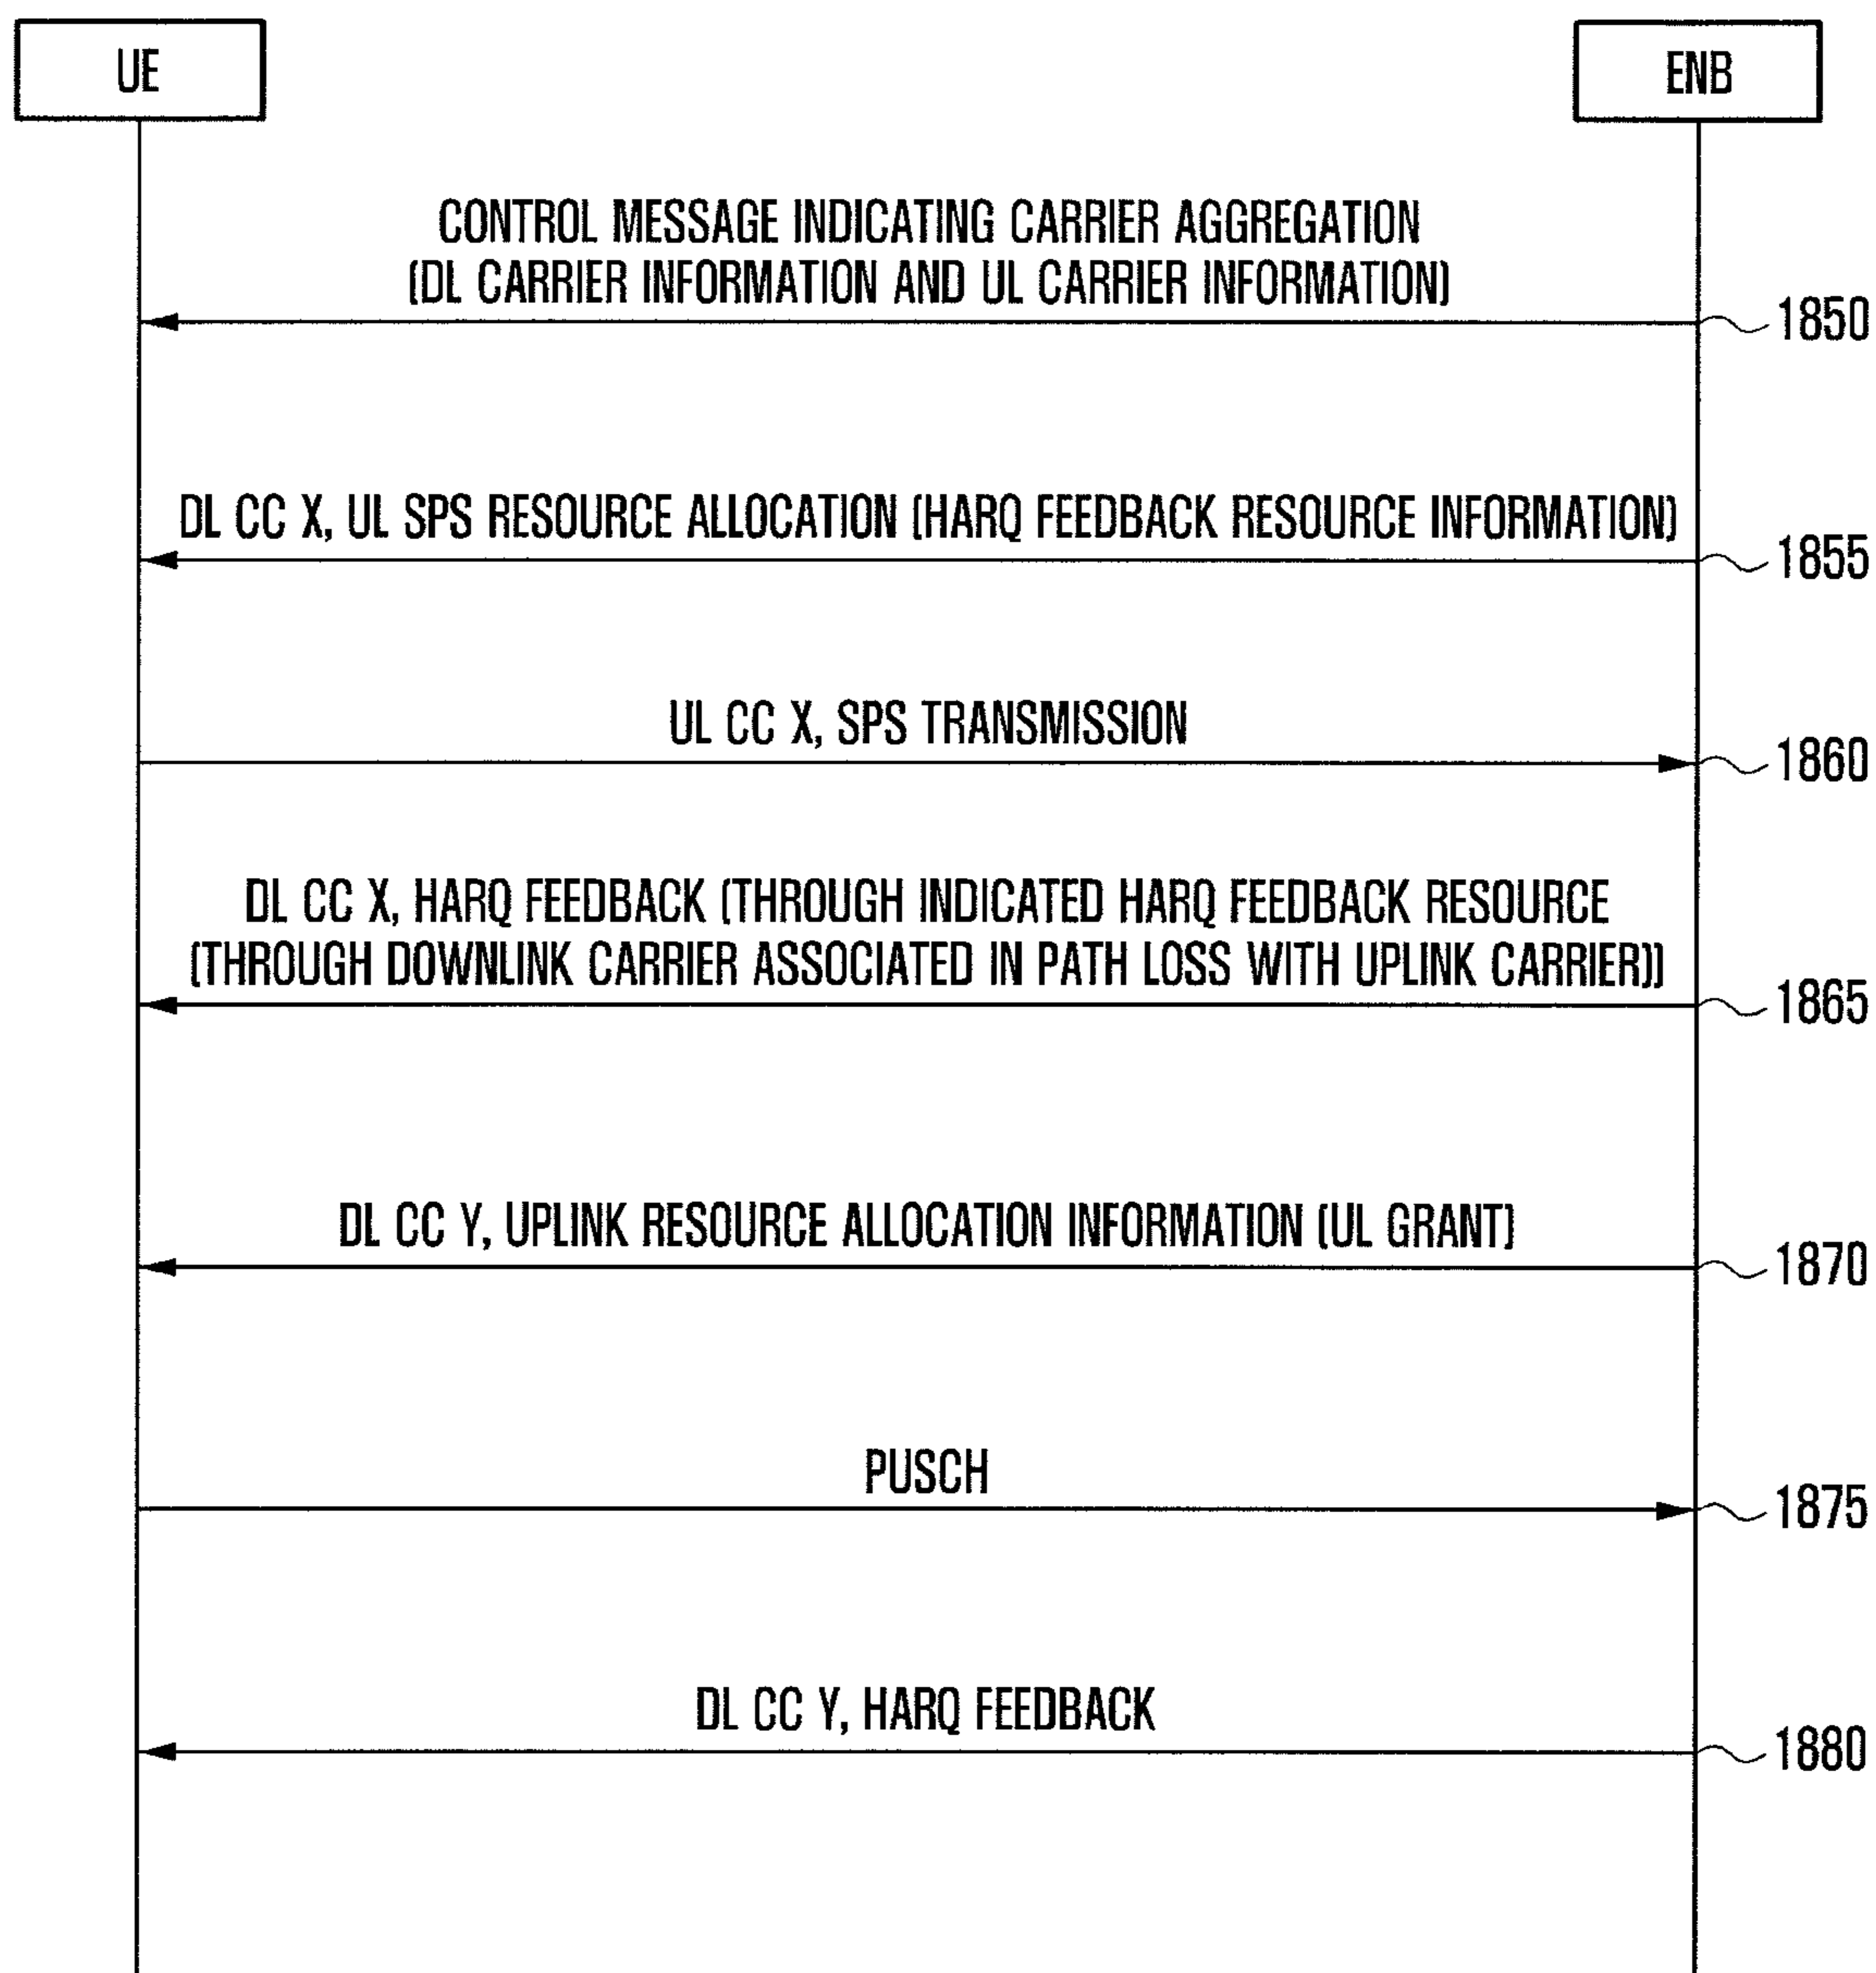 UE
ENB
CONTROL MESSAGE INDICATING CARRIER AGGREGATION
(DL CARRIER INFORMATION AND UL CARRIER INFORMATION)
1850
DL CC X, UL SPS RESOURCE ALLOCATION (HARQ FEEDBACK RESOURCE INFORMATION)
1855
UL CC X, SPS TRANSMISSION
1860
DL CC X, HARQ FEEDBACK (THROUGH INDICATED HARQ FEEDBACK RESOURCE
(THROUGH DOWNLINK CARRIER ASSOCIATED IN PATH LOSS WITH UPLINK CARRIER))
1865
DL CC Y, UPLINK RESOURCE ALLOCATION INFORMATION (UL GRANT)
1870
PUSCH
1875
DL CC Y, HARQ FEEDBACK
1880